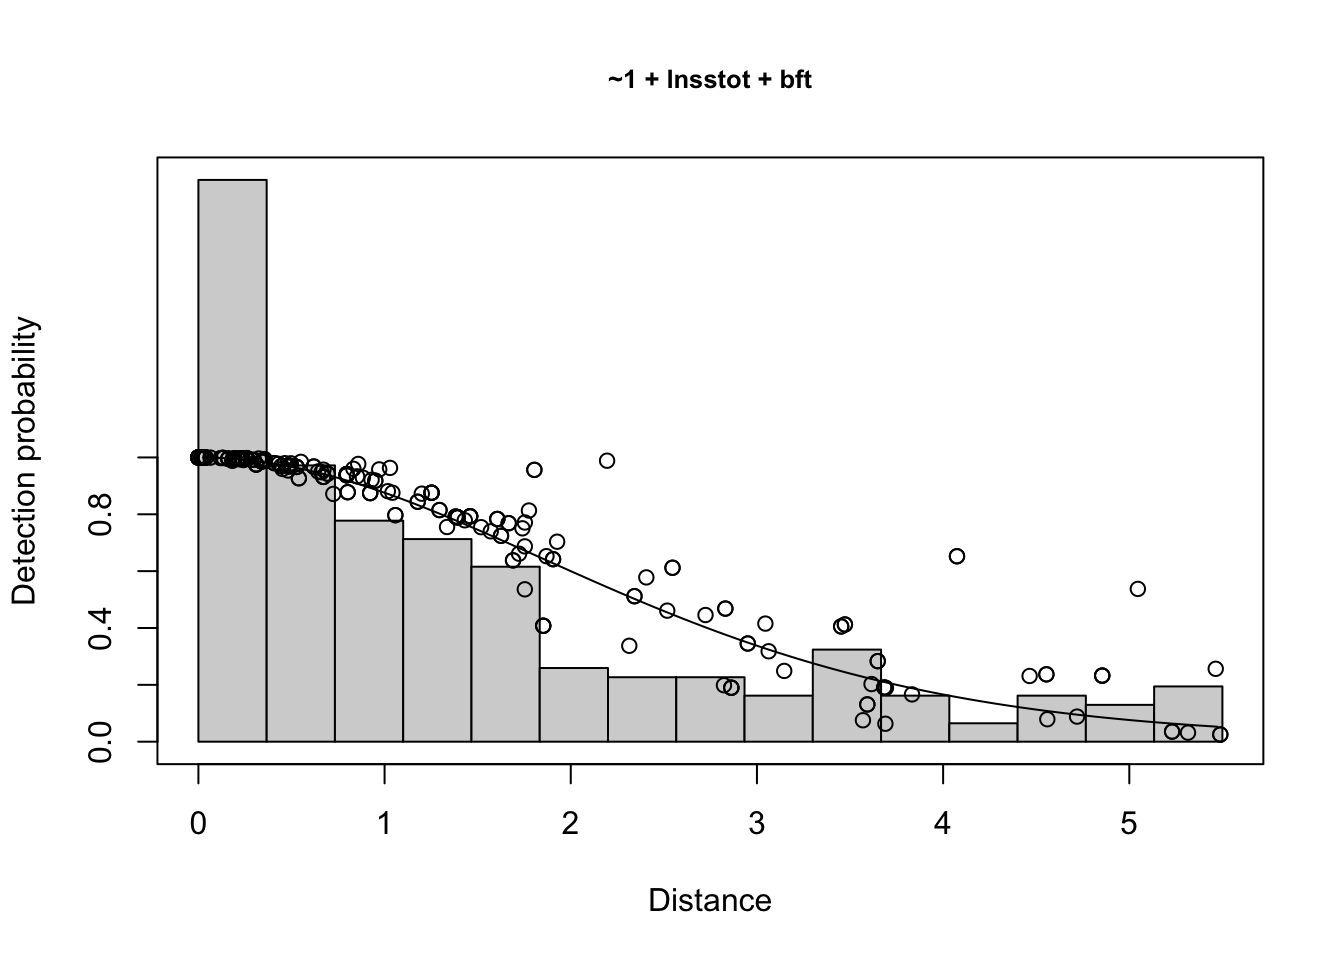 ~1 + lnsstot + bft
Detection probability
0.8
0.4
0.0
0 1 2 3 4 5
Distance